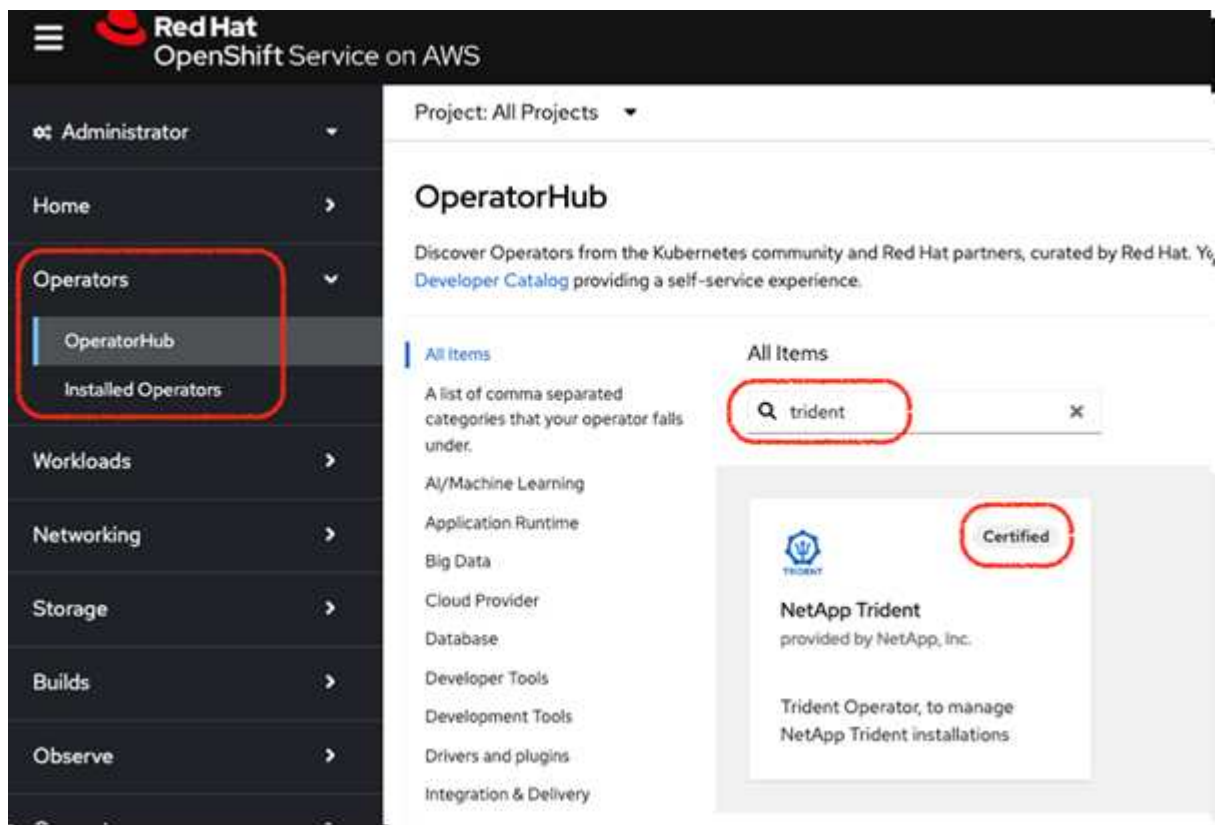 Red Hat
OpenShift Service on AWS
Administrator
Home
Operators
OperatorHub
Installed Operators
Workloads
Networking
Storage
Builds
Observe
Project: All Projects
OperatorHub
Discover Operators from the Kubernetes community and Red Hat partners, curated by Red Hat.
Developer Catalog providing a self-service experience.
All Items
A list of comma separated
categories that your operator falls
under.
AI/Machine Learning
Application Runtime
Big Data
Cloud Provider
Database
Developer Tools
Development Tools
Drivers and plugins
Integration & Delivery
All Items
trident
Certified
TRIDENT
NetApp Trident
provided by NetApp, Inc.
Trident Operator, to manage
NetApp Trident installations